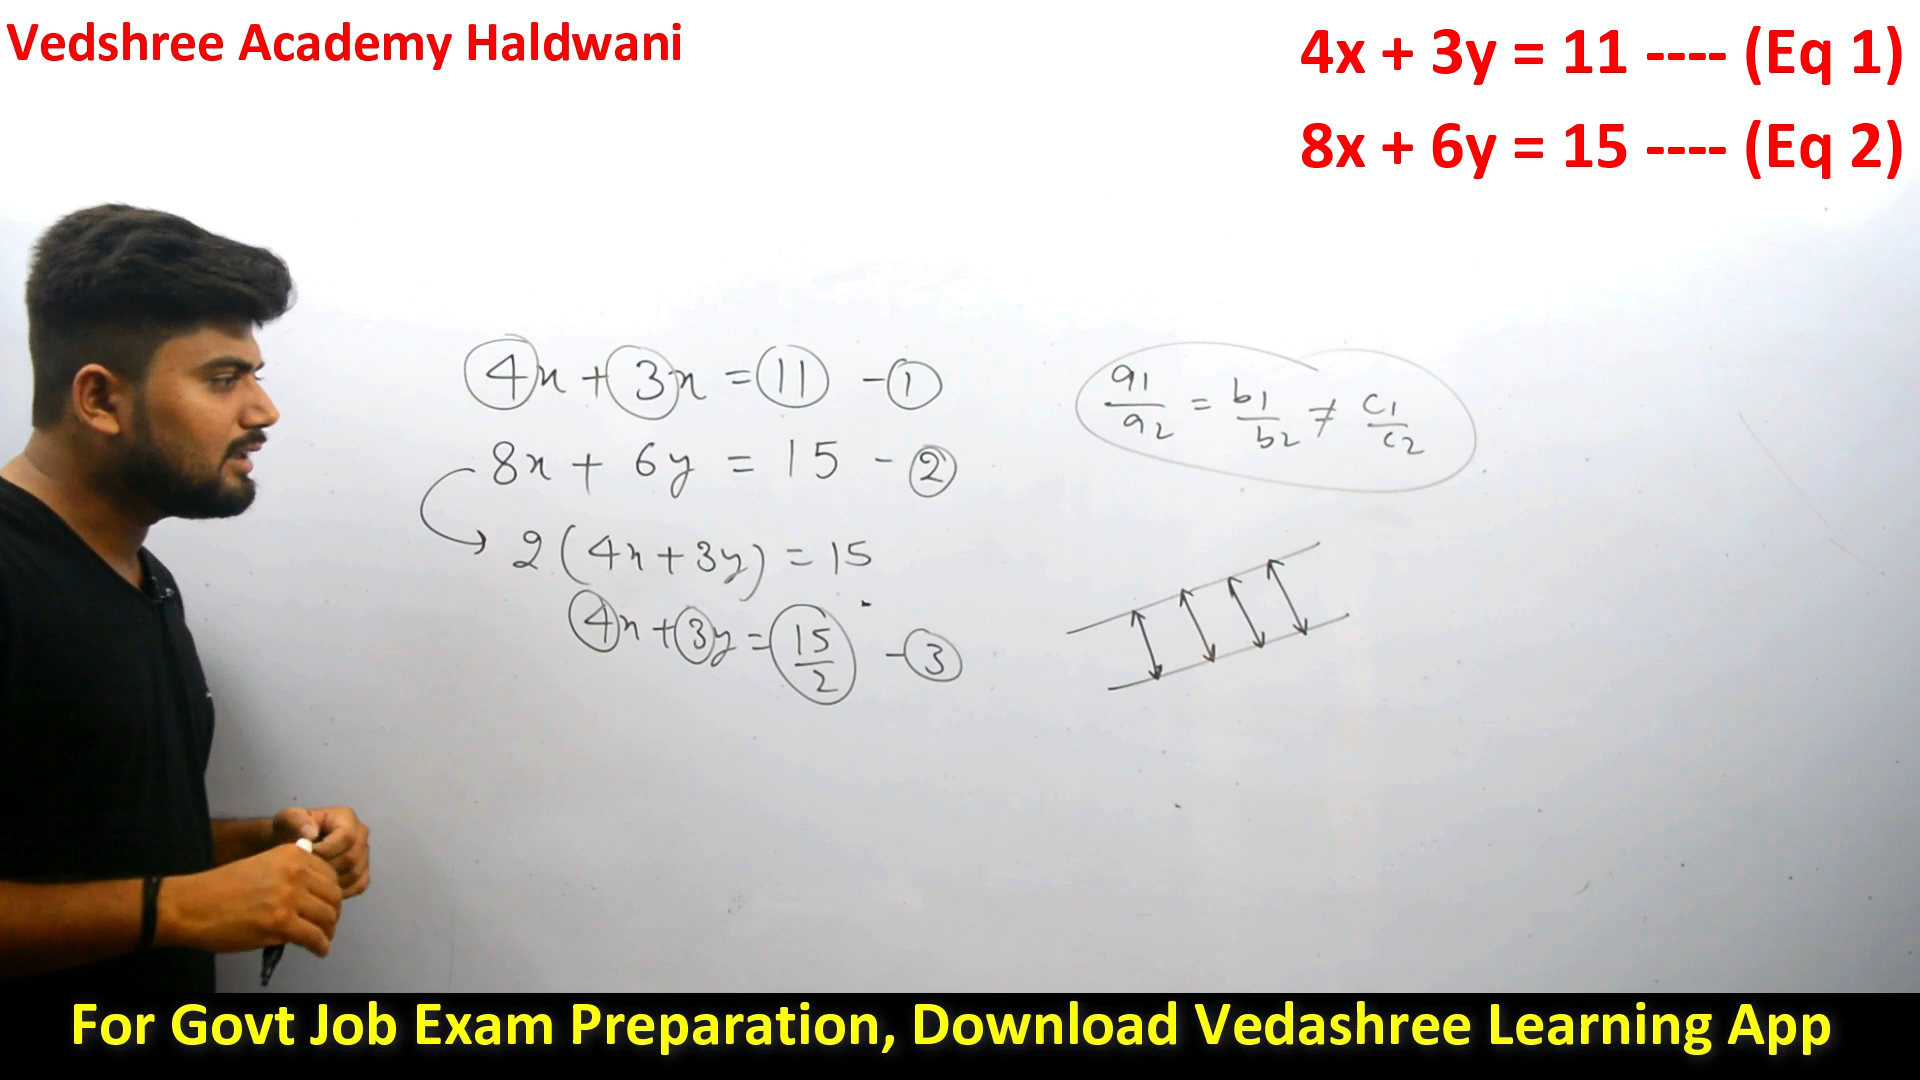 Vedshree Academy Haldwani
4x + 3y = 11 ---- (Eq 1)
8x + 6y = 15 ---- (Eq 2)
4x + 3x = 11 - ①
8x + 6y = 15 - ②
2(4x + 3y) = 15
4x + 3y = 15/2 - ③
a1/a2 = b1/b2 ≠ c1/c2
For Govt Job Exam Preparation, Download Vedashree Learning App